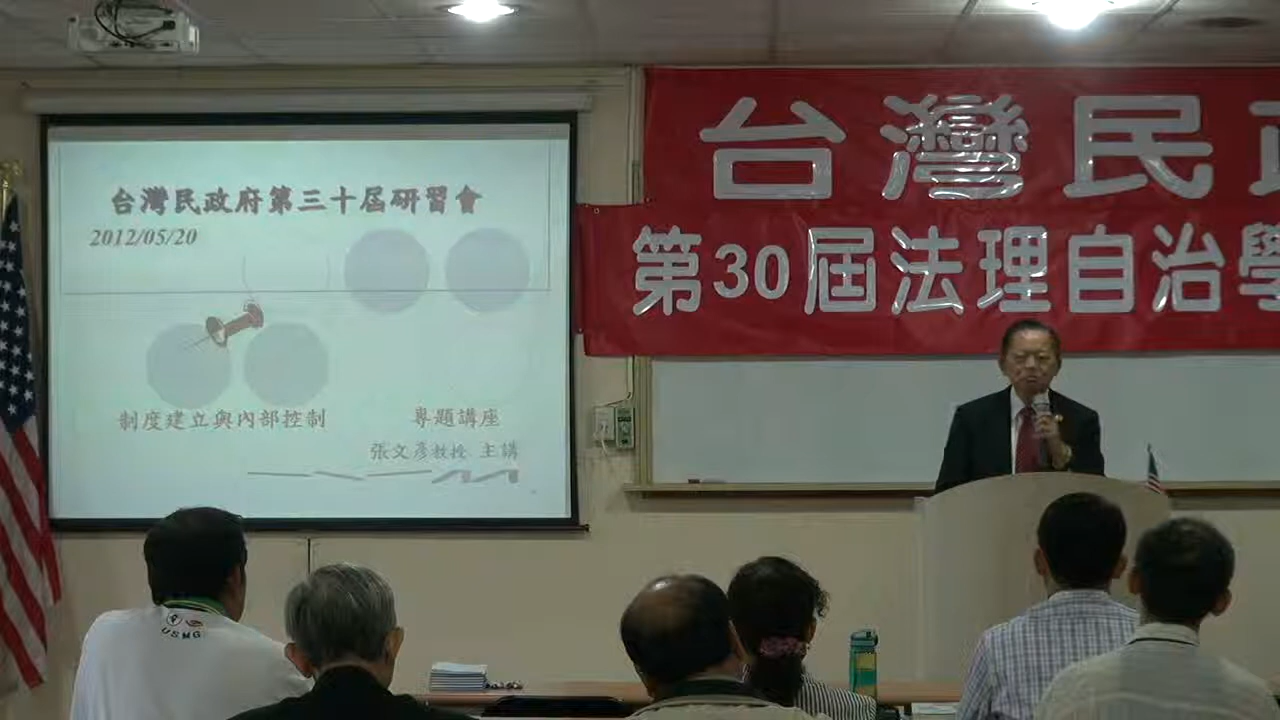 台灣民政府第三十屆研習會
2012/05/20
制度建立與內部控制
專題講座
張文彥教授 主講
台灣民
第30屆法理自治學
USMG